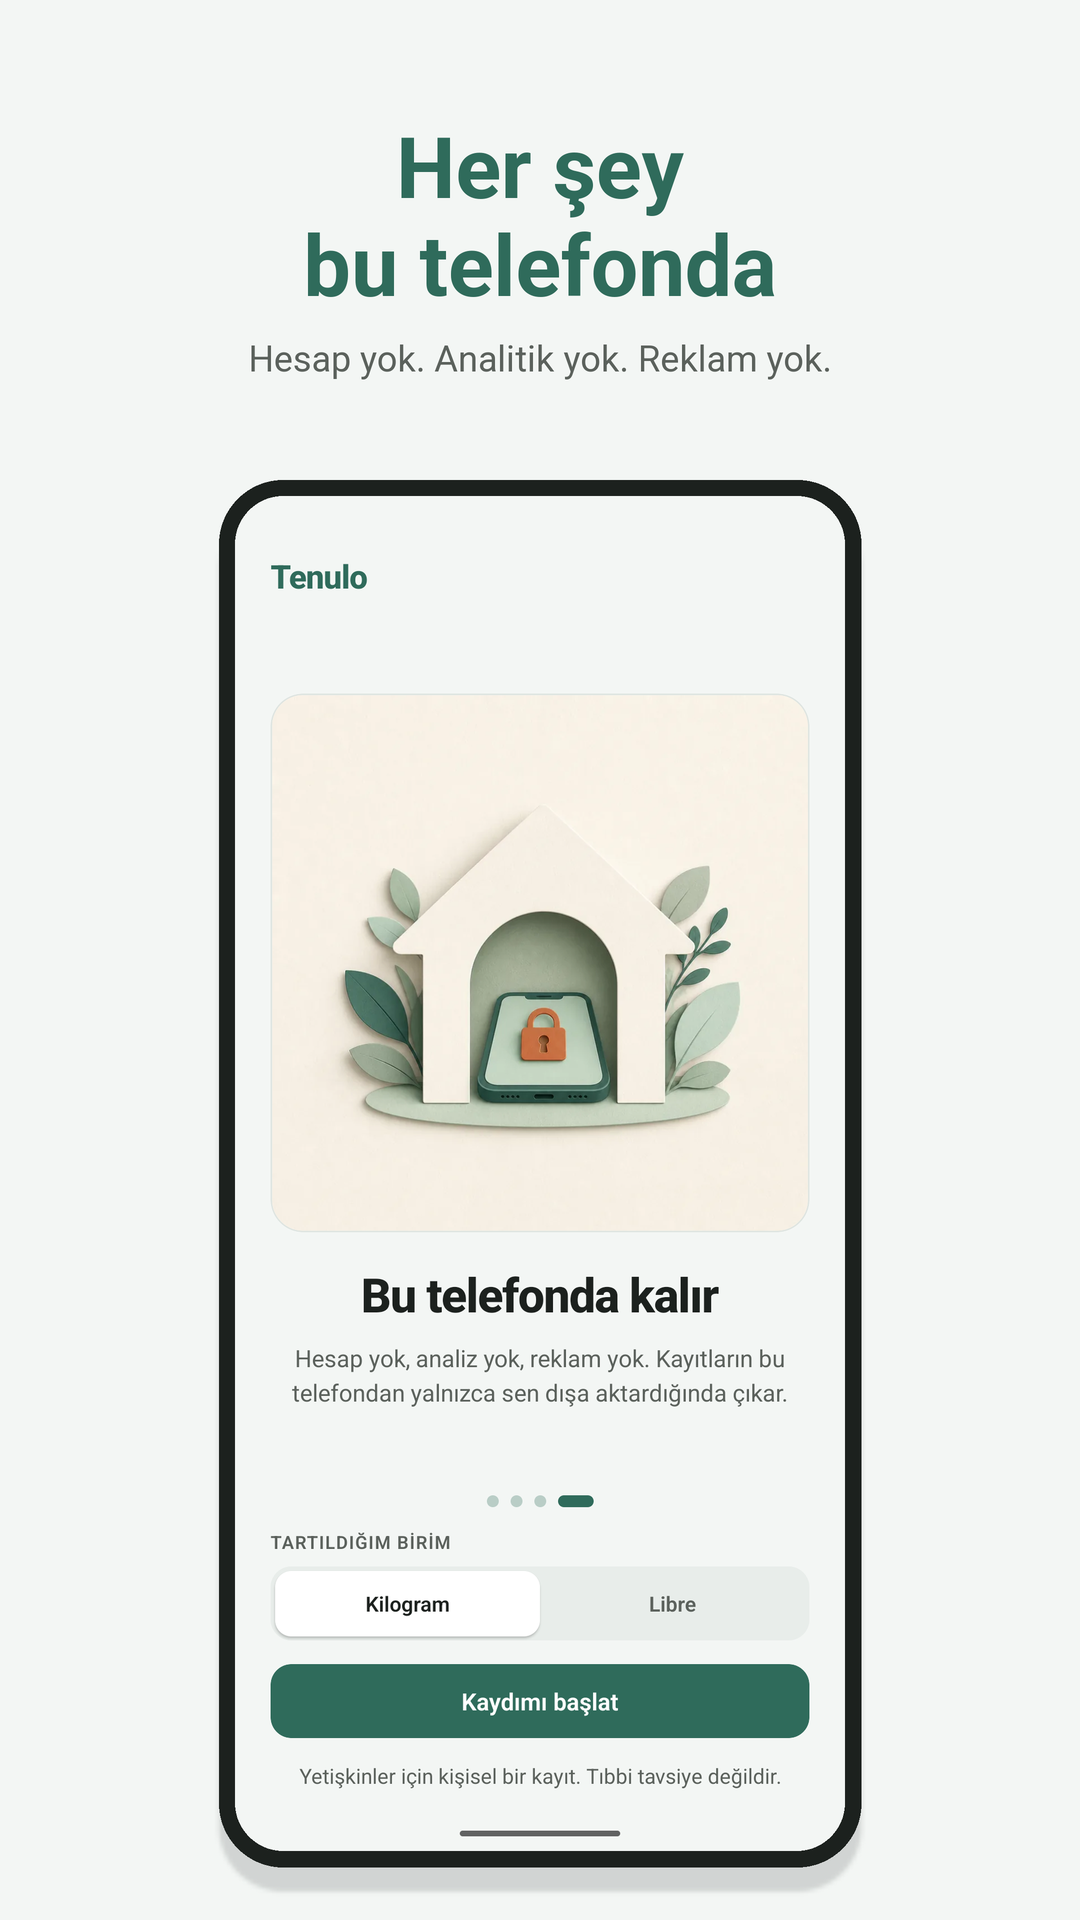 Her şey
bu telefonda
Hesap yok. Analitik yok. Reklam yok.
Tenulo
Bu telefonda kalır
Hesap yok, analiz yok, reklam yok. Kayıtların bu
telefondan yalnızca sen dışa aktardığında çıkar.
TARTILDIĞIM BİRİM
Kilogram
Libre
Kaydımı başlat
Yetişkinler için kişisel bir kayıt. Tıbbi tavsiye değildir.